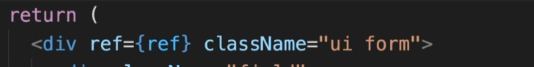 return (
<div ref={ref} className="ui form">